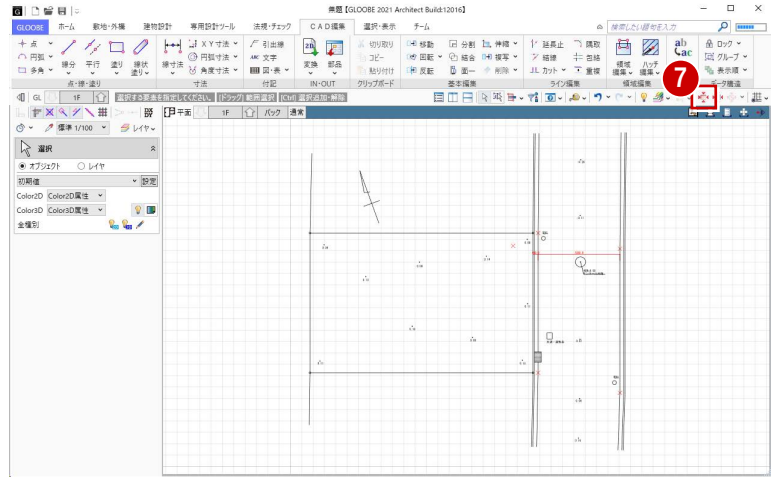 無題【GLOOBE 2021 Architect Build:12016】
GLOOBE ホーム 敷地・外構 建物設計 専用設計ツール 法規・チェック ＣＡＤ編集 選択・表示 チーム 検索したい語句を入力
点 円弧 多角 線分 平行 塗り 線状塗り 線寸法 ＸＹ寸法 円弧寸法 角度寸法 引出線 文字 図・表 変換 部品 切り取り コピー 貼り付け 移動 回転 反転 分割 結合 面一 伸縮 複写 削除 延長止 結線 カット 隅取 包絡 重複 領域編集 ハッチ編集 ab Cac ロック グループ 表示順
点・線・塗り 寸法 付記 IN・OUT クリップボード 基本編集 ライン編集 領域編集 データ構造
7
GL 1F 選択する要素を指定してください。 [ドラッグ] 範囲選択 [Ctrl] 選択追加・解除
標準 1/100 レイヤ
平面 1F バック 通常
選択
オブジェクト レイヤ
初期値 設定
Color2D Color2D属性
Color3D Color3D属性
全種別